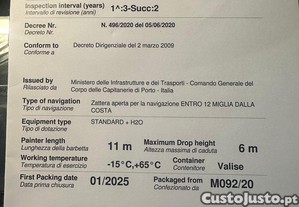 Inspection interval (years) 1^:3-Succ:2
Intervallo di revisione (anni)
Decree Nr. N. 496/2020 del 05/06/2020
Decreto Nr.
Conform to Decreto Dirigenziale del 2 marzo 2009
Conforme a
Issued by Ministero delle Infrastrutture e dei Trasporti - Comando Generale del
Rilasciato da Corpo delle Capitanerie di Porto - Italia
Type of navigation Zattera aperta per la navigazione ENTRO 12 MIGLIA DALLA
Tipo di navigazione COSTA
Equipment type STANDARD + H2O
Tipo di dotazione
Painter length 11 m Maximum Drop height 6 m
Lunghezza della barbetta Altezza massima di caduta
Working temperature -15°C,+65°C Container Valise
Temperatura di esercizio Contenitore
First Packing date 01/2025 Packaged from M092/20
Data prima chiusura Confezionato da
CustoJusto.pt